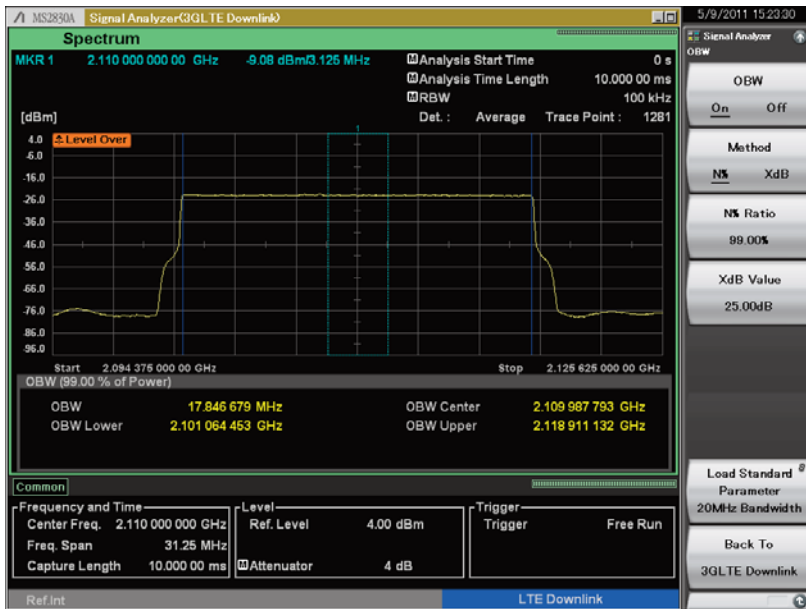 MS2830A Signal Analyzer(3GLTE Downlink)
5/9/2011 15:23:30
Spectrum
MKR 1 2.110 000 000 00 GHz -9.08 dBm/3.125 MHz
Analysis Start Time 0 s
Analysis Time Length 10.000 00 ms
RBW 100 kHz
Det. : Average Trace Point : 1281
[dBm]
Level Over
1
4.0
-6.0
-16.0
-26.0
-36.0
-46.0
-56.0
-66.0
-76.0
-86.0
-96.0
Start 2.094 375 000 00 GHz Stop 2.125 625 000 00 GHz
OBW (99.00 % of Power)
OBW 17.846 679 MHz OBW Center 2.109 987 793 GHz
OBW Lower 2.101 064 453 GHz OBW Upper 2.118 911 132 GHz
Common
Frequency and Time
Center Freq. 2.110 000 000 GHz
Freq. Span 31.25 MHz
Capture Length 10.000 00 ms
Level
Ref. Level 4.00 dBm
Attenuator 4 dB
Trigger
Trigger Free Run
Ref.Int LTE Downlink
Signal Analyzer
OBW
OBW
On Off
Method
N% XdB
N% Ratio
99.00%
XdB Value
25.00dB
Load Standard
Parameter
20MHz Bandwidth
Back To
3GLTE Downlink